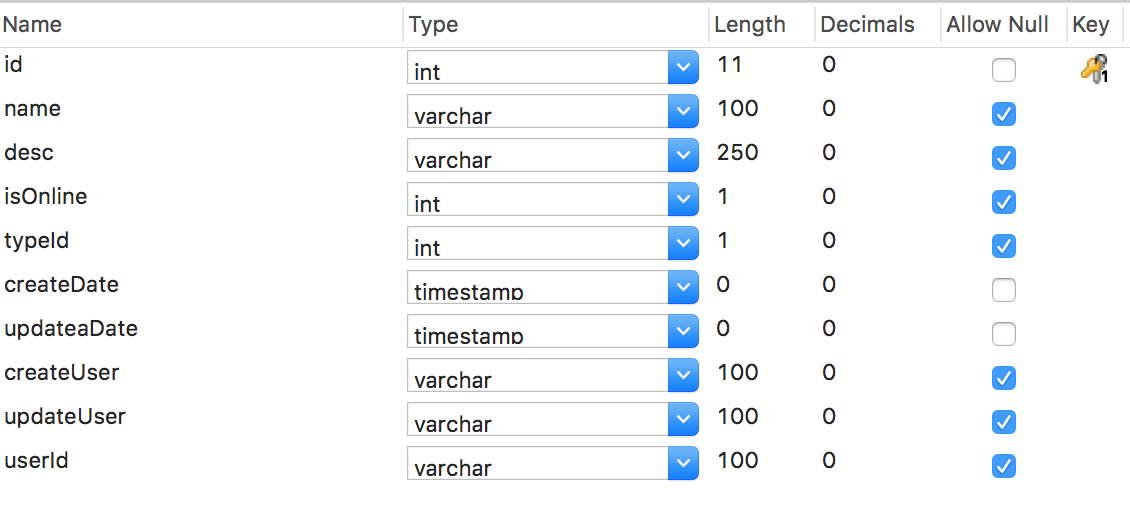 Name Type Length Decimals Allow Null Key
id int 11 0 1
name varchar 100 0
desc varchar 250 0
isOnline int 1 0
typeId int 1 0
createDate timestamp 0 0
updateaDate timestamp 0 0
createUser varchar 100 0
updateUser varchar 100 0
userId varchar 100 0